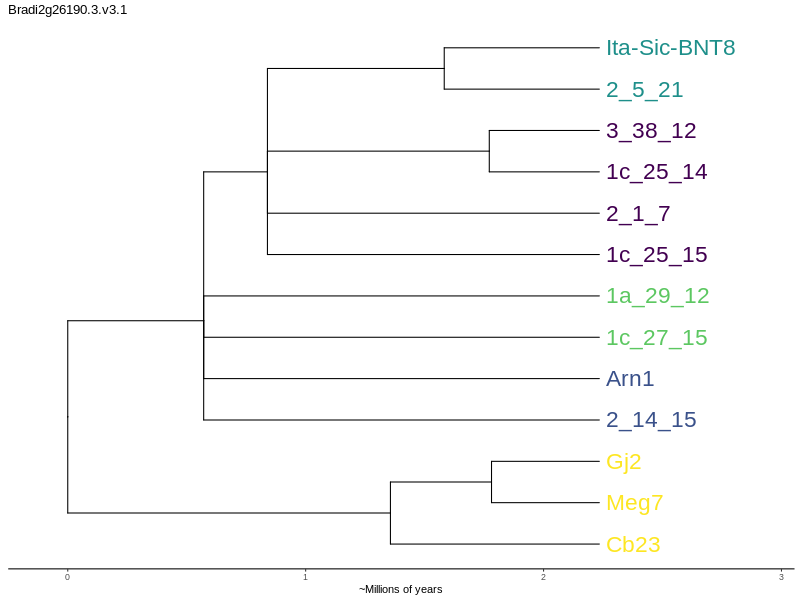 Bradi2g26190.3.v3.1
Ita-Sic-BNT8
2_5_21
3_38_12
1c_25_14
2_1_7
1c_25_15
1a_29_12
1c_27_15
Arn1
2_14_15
Gj2
Meg7
Cb23
0 1 2 3
~Millions of years